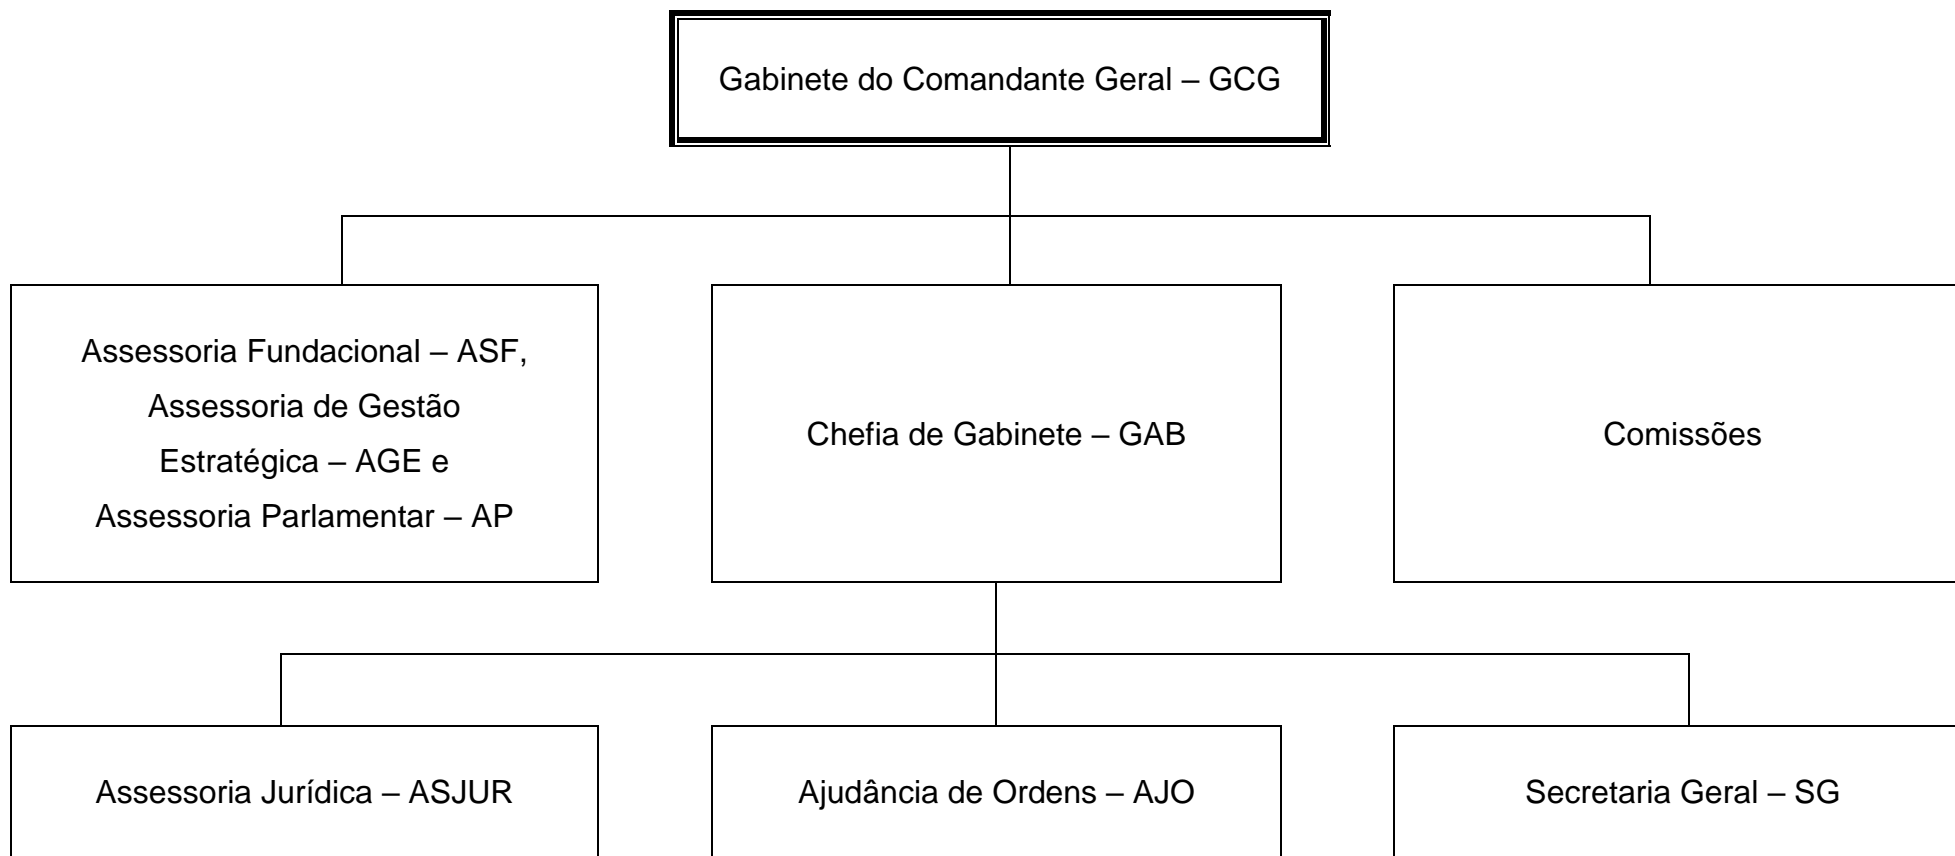 Gabinete do Comandante Geral – GCG
Assessoria Fundacional – ASF,
Assessoria de Gestão
Estratégica – AGE e
Assessoria Parlamentar – AP
Chefia de Gabinete – GAB
Comissões
Assessoria Jurídica – ASJUR
Ajudância de Ordens – AJO
Secretaria Geral – SG